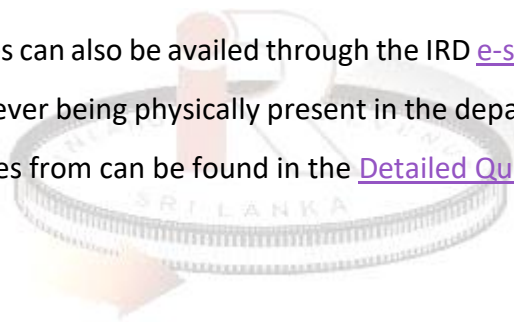 s can also be availed through the IRD e-s
ever being physically present in the depa
es from can be found in the Detailed Qu
SRI LANKA